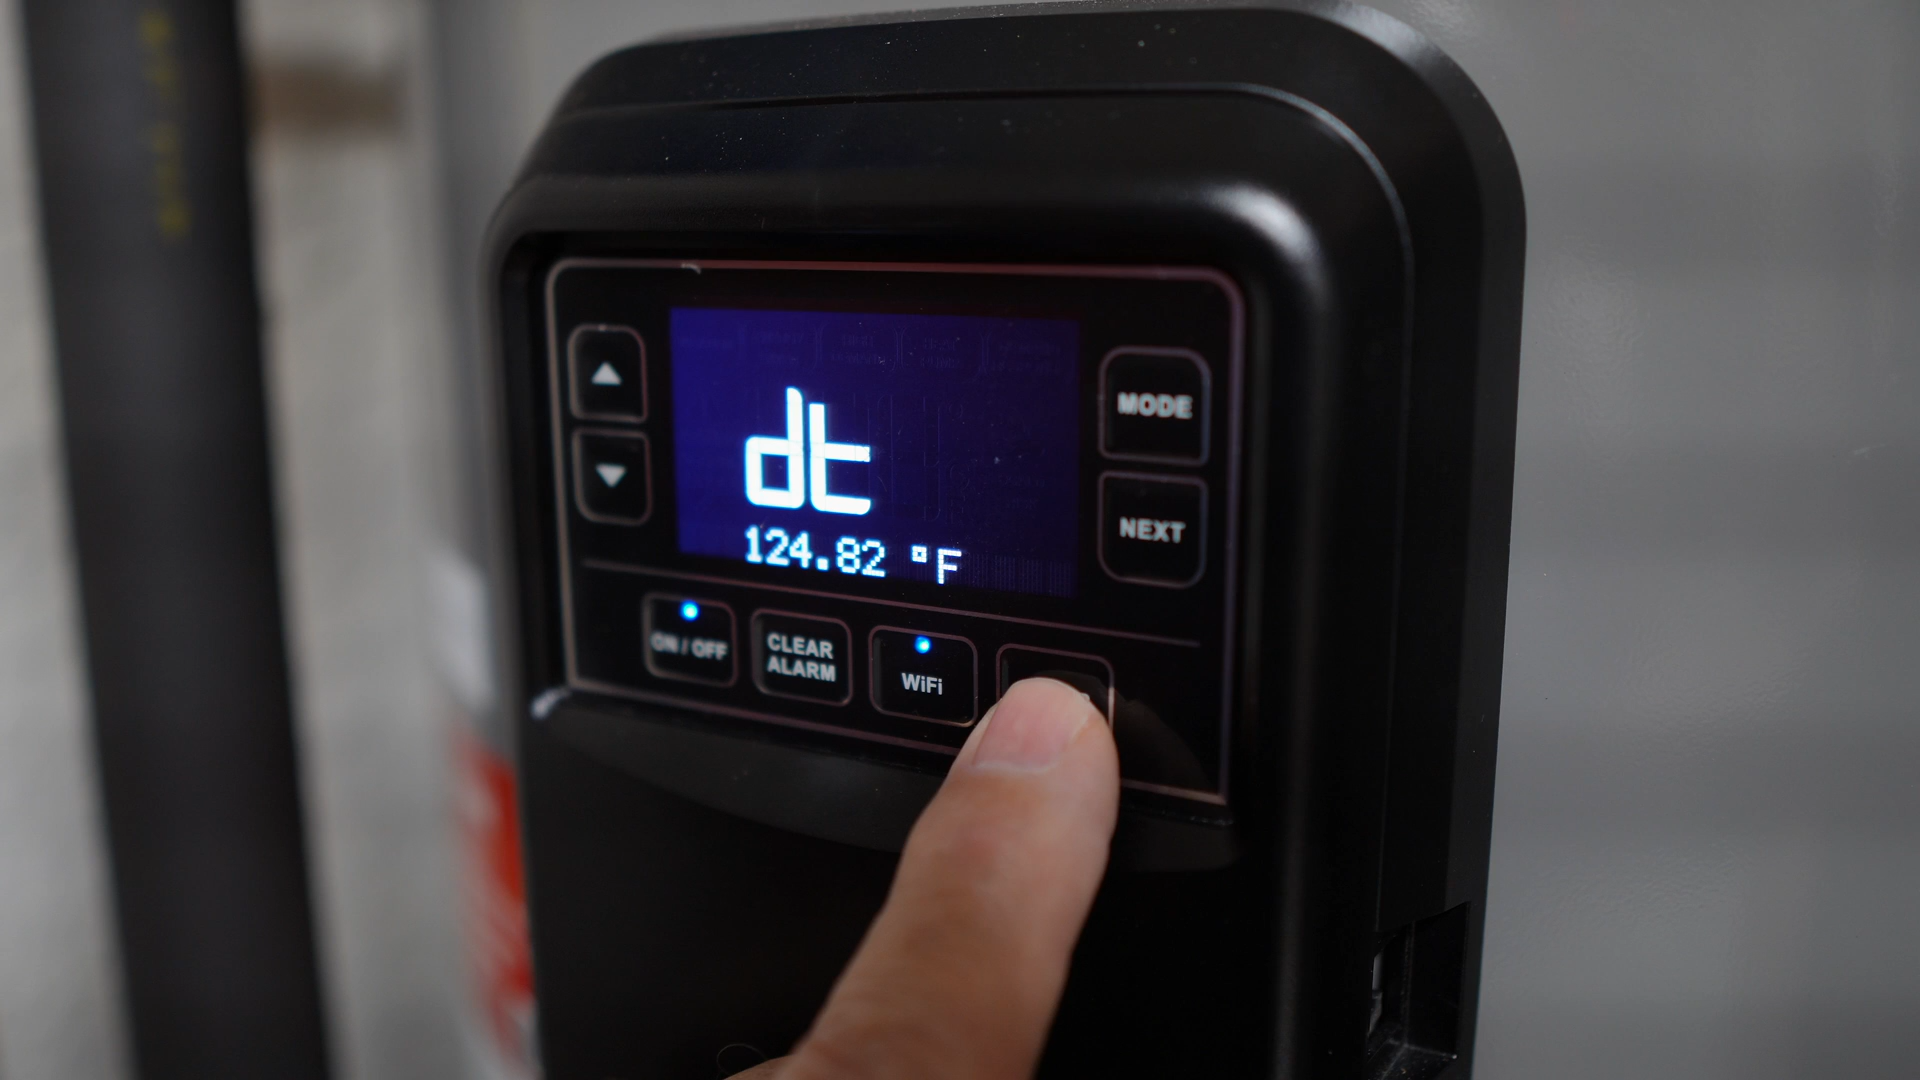 dt
124.82 °F
MODE
NEXT
ON / OFF
CLEAR
ALARM
WiFi